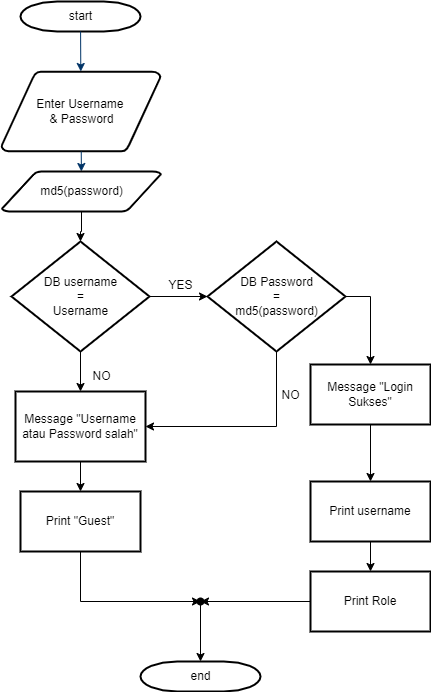 start
Enter Username
& Password
md5(password)
DB username
=
Username
YES
DB Password
=
md5(password)
NO
NO
Message "Username
atau Password salah"
Message "Login
Sukses"
Print "Guest"
Print username
Print Role
end